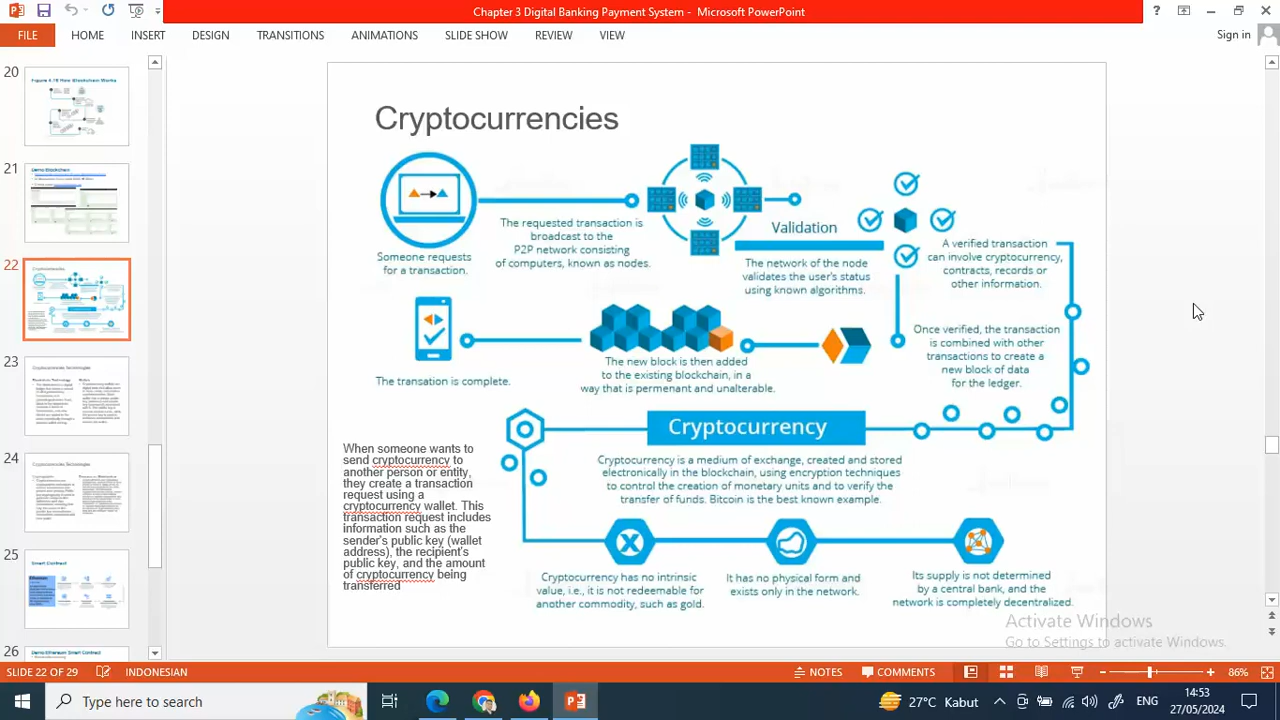 Chapter 3 Digital Banking Payment System - Microsoft PowerPoint
FILE
HOME
INSERT
DESIGN
TRANSITIONS
ANIMATIONS
SLIDE SHOW
REVIEW
VIEW
Sign in
20
21
22
23
24
25
26
Cryptocurrencies
Someone requests
for a transaction.
The requested transaction is
broadcast to the
P2P network consisting
of computers, known as nodes.
Validation
The network of the node
validates the user's status
using known algorithms.
A verified transaction
can involve cryptocurrency,
contracts, records or
other information.
Once verified, the transaction
is combined with other
transactions to create a
new block of data
for the ledger.
The new block is then added
to the existing blockchain, in a
way that is permenant and unalterable.
The transation is complete.
Cryptocurrency
Cryptocurrency is a medium of exchange, created and stored
electronically in the blockchain, using encryption techniques
to control the creation of monetary units and to verify the
transfer of funds. Bitcoin is the best known example.
When someone wants to
send cryptocurrency to
another person or entity,
they create a transaction
request using a
cryptocurrency wallet. This
transaction request includes
information such as the
sender's public key (wallet
address), the recipient's
public key, and the amount
of cryptocurrency being
transferred
Cryptocurrency has no intrinsic
value, i.e., it is not redeemable for
another commodity, such as gold.
It has no physical form and
exists only in the network.
Its supply is not determined
by a central bank, and the
network is completely decentralized.
Activate Windows
Go to Settings to activate Windows.
SLIDE 22 OF 29
INDONESIAN
NOTES
COMMENTS
86%
Type here to search
27°C Kabut
ENG
14:53
27/05/2024